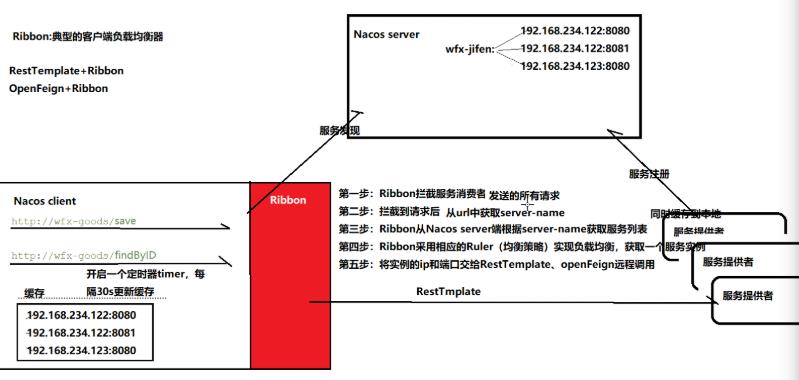 Ribbon:典型的客户端负载均衡器
RestTemplate+Ribbon
OpenFeign+Ribbon
Nacos server
wfx-jifen:
192.168.234.122:8080
192.168.234.122:8081
192.168.234.123:8080
服务发现
服务注册
Nacos client
http://wfx-goods/save
http://wfx-goods/findByID
开启一个定时器timer，每
隔30s更新缓存
缓存
192.168.234.122:8080
192.168.234.122:8081
192.168.234.123:8080
Ribbon
第一步：Ribbon拦截服务消费者 发送的所有请求
第二步：拦截到请求后 从url中获取server-name
第三步：Ribbon从Nacos server端根据server-name获取服务列表
第四步：Ribbon采用相应的Ruler（均衡策略）实现负载均衡，获取一个服务实例
第五步：将实例的ip和端口交给RestTemplate、openFeign远程调用
RestTmplate
同时缓存到本地
服务提供者
服务提供者
服务提供者